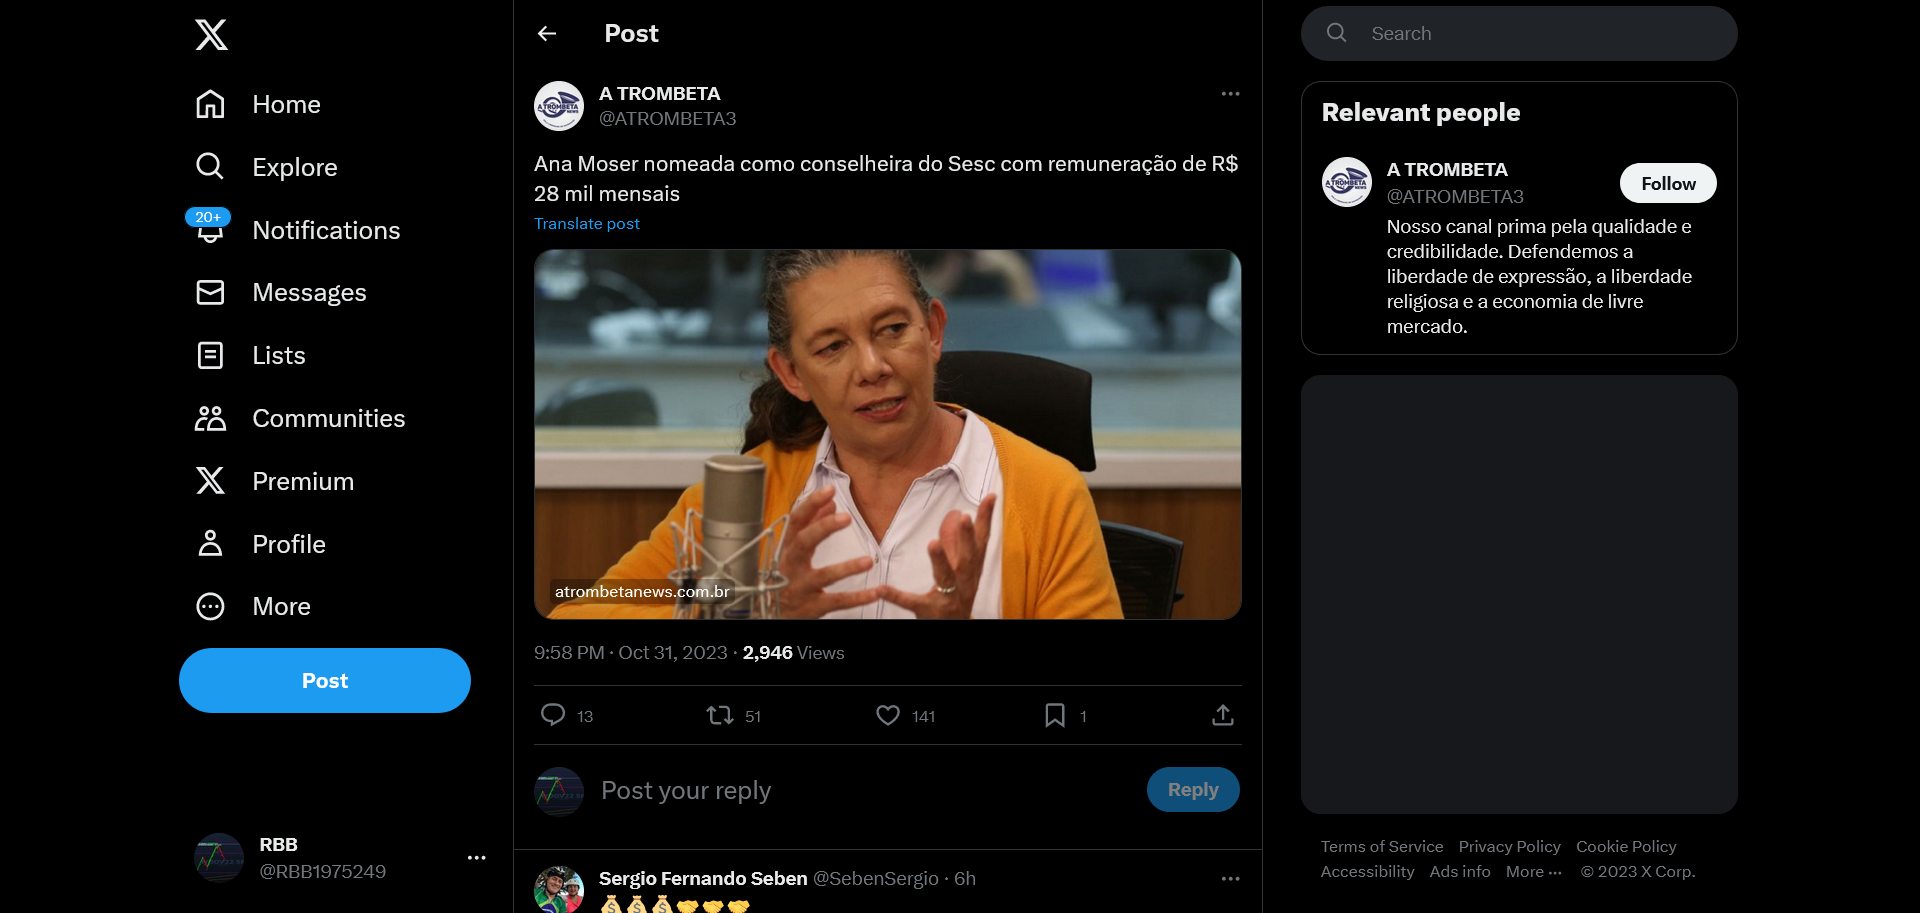 Home
Explore
20+
Notifications
Messages
Lists
Communities
Premium
Profile
More
Post
RBB
@RBB1975249
Post
A TROMBETA
@ATROMBETA3
Ana Moser nomeada como conselheira do Sesc com remuneração de R$
28 mil mensais
Translate post
atrombetanews.com.br
9:58 PM · Oct 31, 2023 · 2,946 Views
13
51
141
1
Post your reply
Reply
Sergio Fernando Seben @SebenSergio · 6h
Search
Relevant people
A TROMBETA
@ATROMBETA3
Follow
Nosso canal prima pela qualidade e
credibilidade. Defendemos a
liberdade de expressão, a liberdade
religiosa e a economia de livre
mercado.
Terms of Service Privacy Policy Cookie Policy
Accessibility Ads info More ··· © 2023 X Corp.